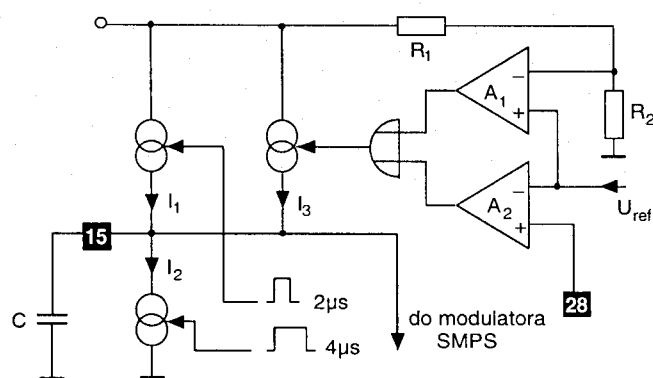 R1
A1
R2
A2
Uref
I1
I3
15
I2
2µs
28
C
4µs
do modulatora
SMPS